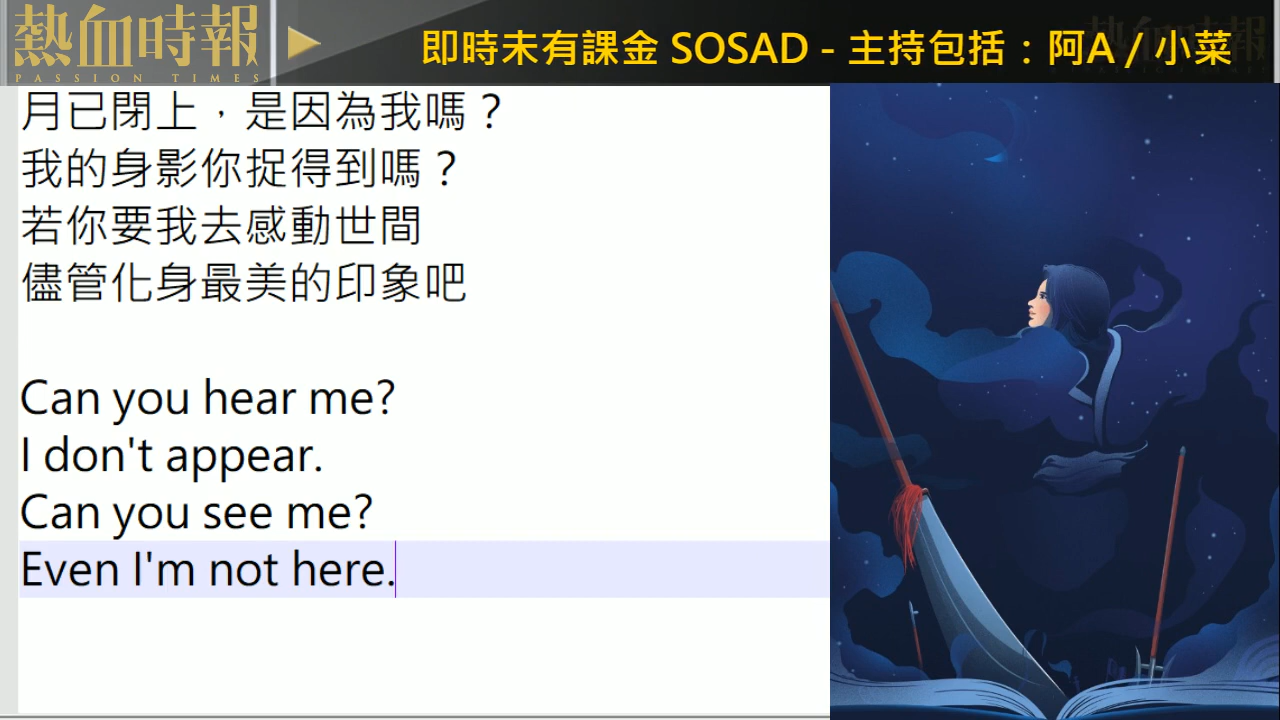 熱血時報
PASSION TIMES
即時未有課金 SOSAD - 主持包括：阿A / 小菜
月已閉上，是因為我嗎？
我的身影你捉得到嗎？
若你要我去感動世間
儘管化身最美的印象吧
Can you hear me?
I don't appear.
Can you see me?
Even I'm not here.